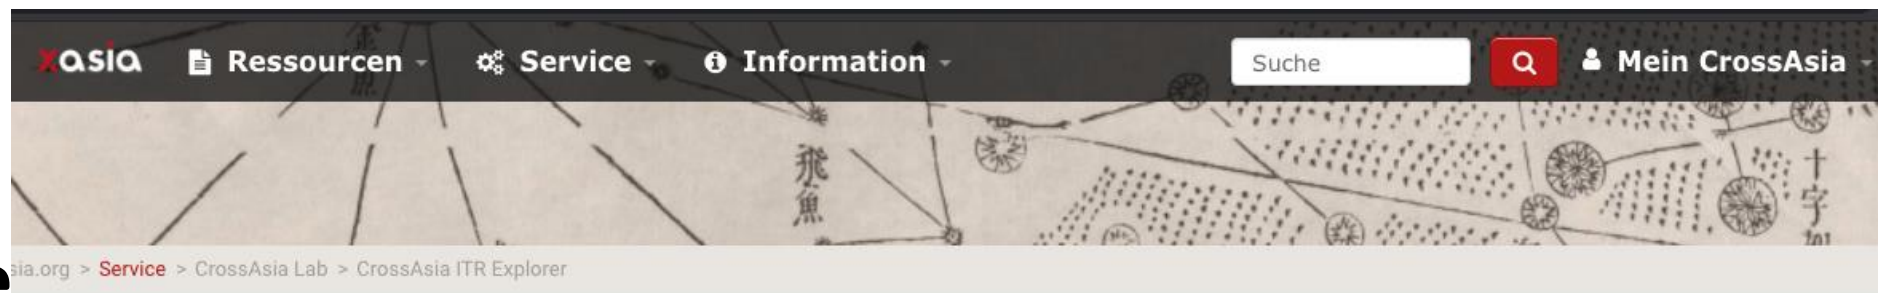 xasia Ressourcen Service Information Suche Mein CrossAsia
飛魚
十字
sia.org > Service > CrossAsia Lab > CrossAsia ITR Explorer